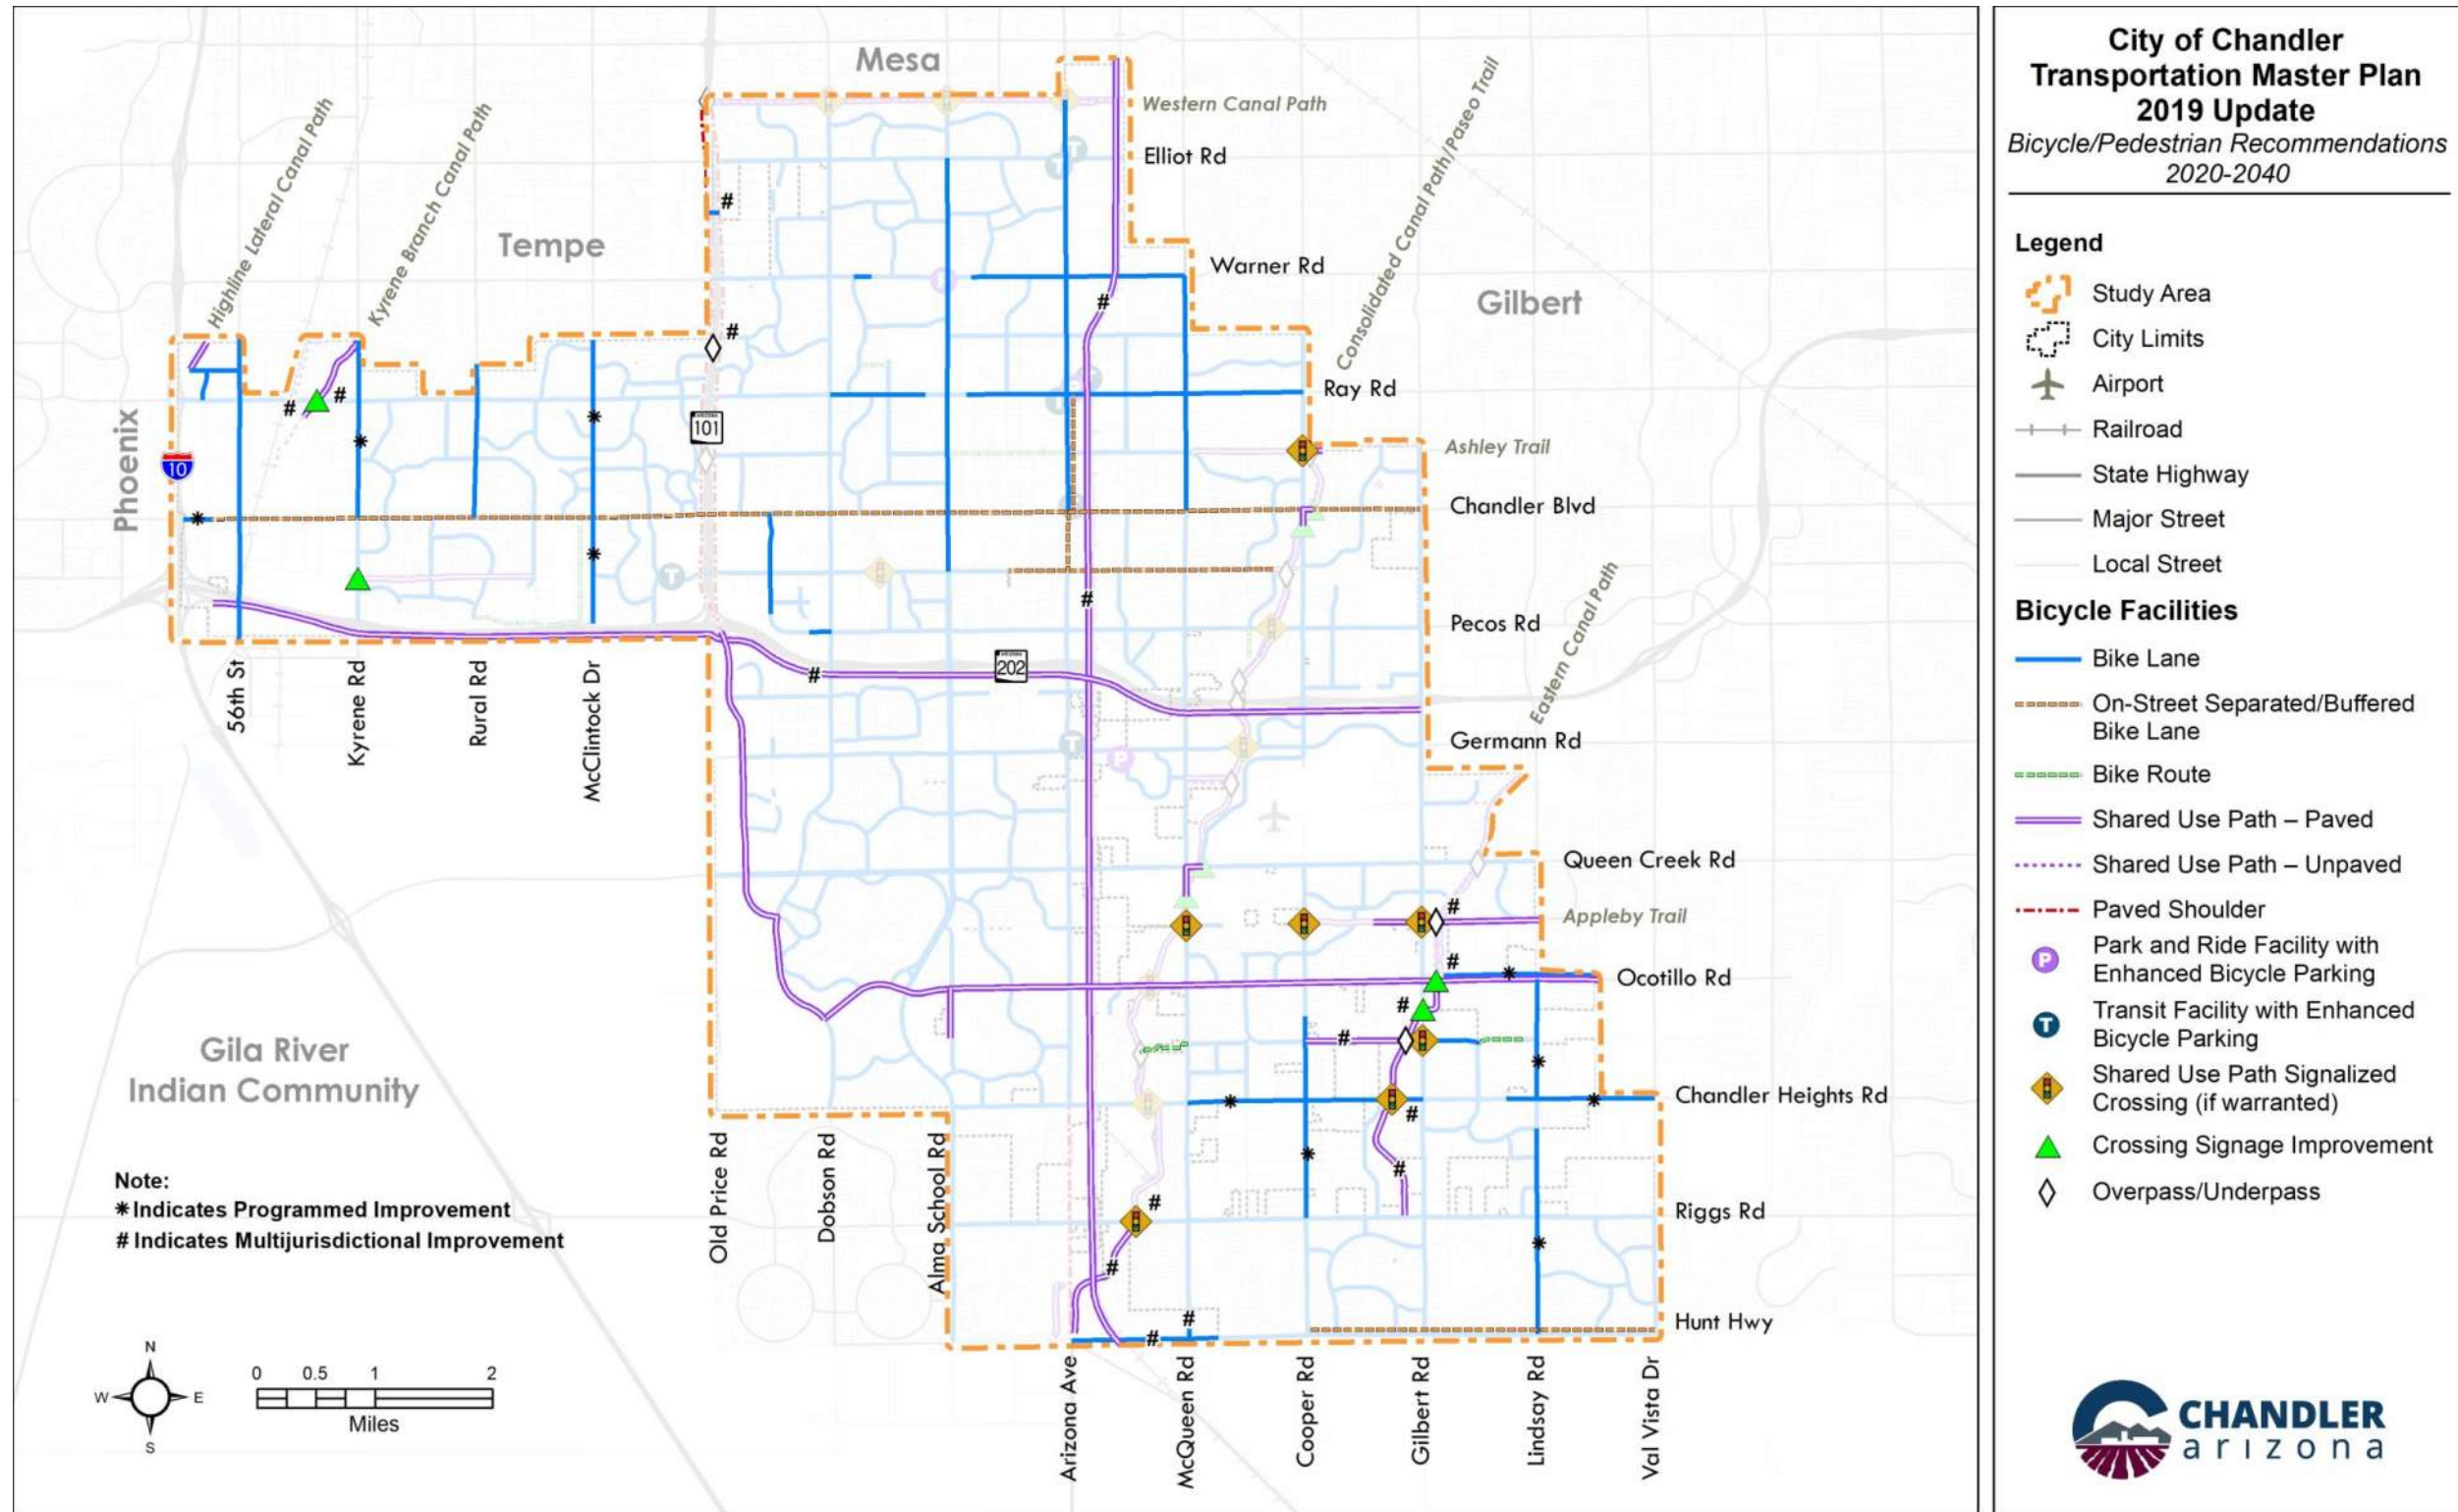 Mesa
Western Canal Path
Elliot Rd
Highline Lateral Canal Path
Kyrene Branch Canal Path
Consolidated Canal Path/Paseo Trail
Tempe
#
Warner Rd
#
Gilbert
#
Ray Rd
#
#
*
*
101
Phoenix
10
Ashley Trail
Chandler Blvd
*
*
T
T
T
T
T
T
P
P
#
Pecos Rd
Eastern Canal Path
56th St
Kyrene Rd
Rural Rd
McClintock Dr
#
202
Germann Rd
Queen Creek Rd
#
Appleby Trail
#
*
Ocotillo Rd
#
#
*
Gila River
Indian Community
*
*
#
Chandler Heights Rd
*
#
#
Riggs Rd
#
*
#
#
Hunt Hwy
Old Price Rd
Dobson Rd
Alma School Rd
Arizona Ave
McQueen Rd
Cooper Rd
Gilbert Rd
Lindsay Rd
Val Vista Dr
Note:
*Indicates Programmed Improvement
# Indicates Multijurisdictional Improvement
N
W
E
S
0 0.5 1 2
Miles
City of Chandler
Transportation Master Plan
2019 Update
Bicycle/Pedestrian Recommendations
2020-2040
Legend
Study Area
City Limits
Airport
Railroad
State Highway
Major Street
Local Street
Bicycle Facilities
Bike Lane
On-Street Separated/Buffered
Bike Lane
Bike Route
Shared Use Path – Paved
Shared Use Path – Unpaved
Paved Shoulder
P
Park and Ride Facility with
Enhanced Bicycle Parking
T
Transit Facility with Enhanced
Bicycle Parking
Shared Use Path Signalized
Crossing (if warranted)
Crossing Signage Improvement
Overpass/Underpass
CHANDLER
arizona